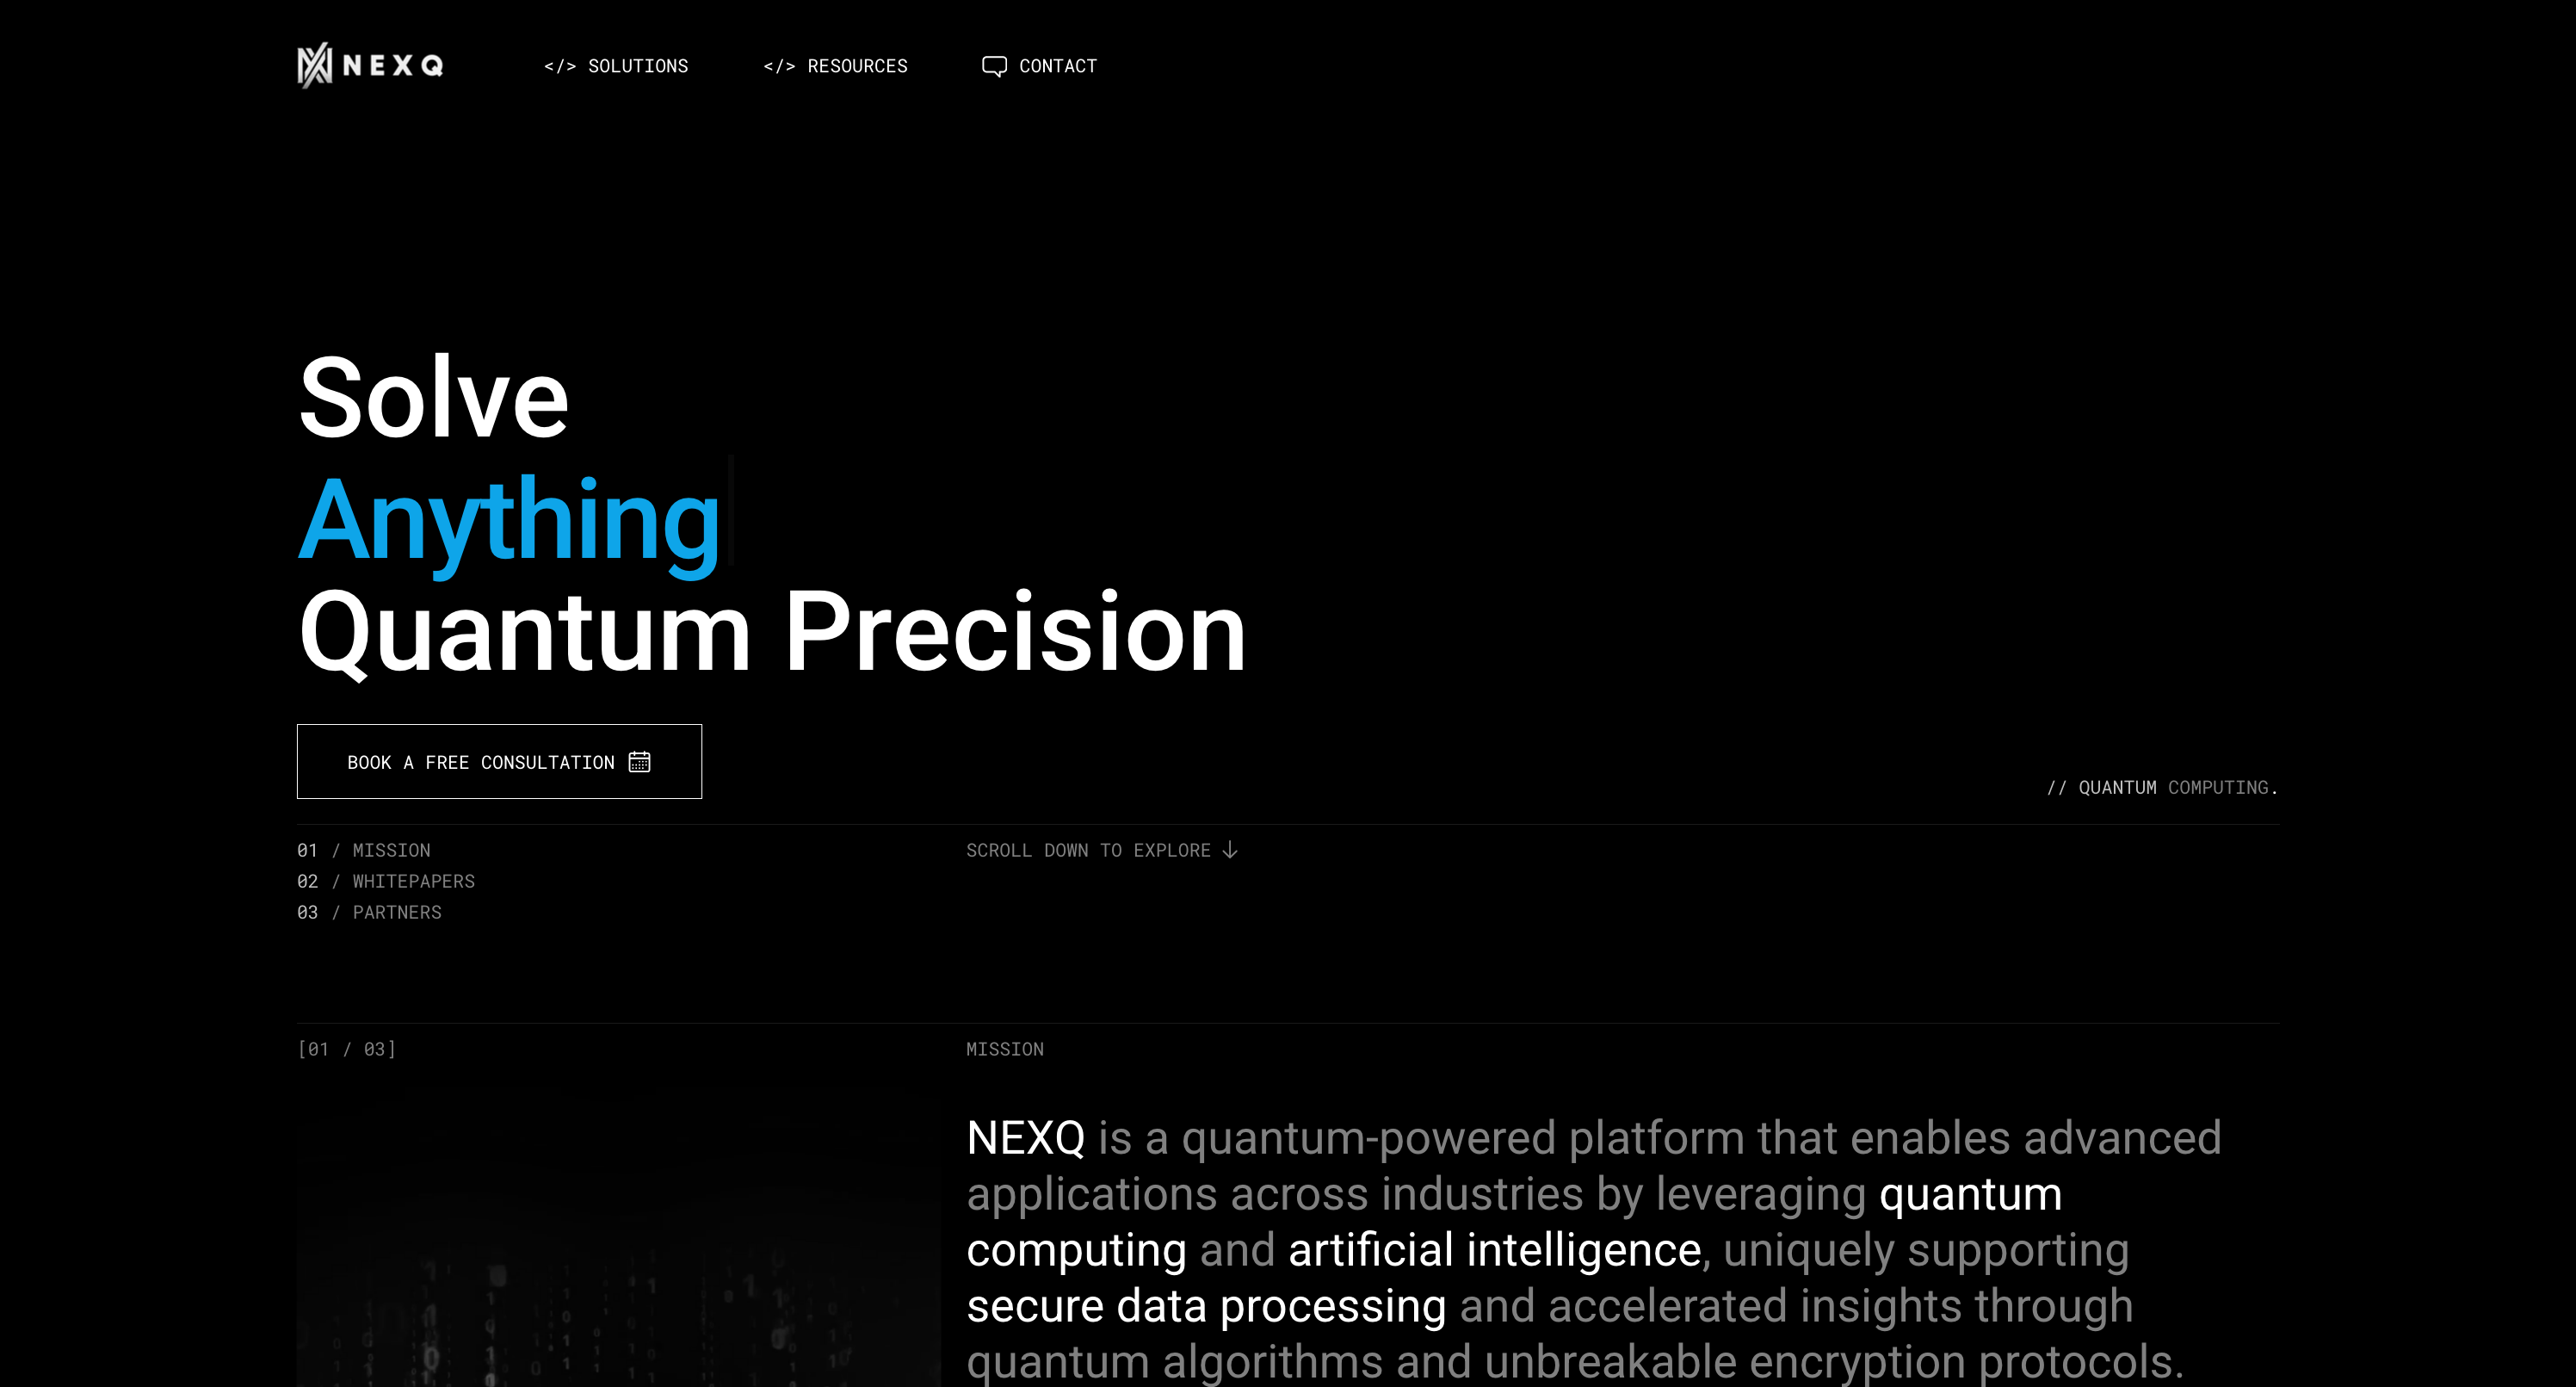 NEXQ
</> SOLUTIONS
</> RESOURCES
CONTACT
Solve
Anything
Quantum Precision
BOOK A FREE CONSULTATION
// QUANTUM COMPUTING.
01 / MISSION
02 / WHITEPAPERS
03 / PARTNERS
SCROLL DOWN TO EXPLORE ↓
[01 / 03]
MISSION
NEXQ is a quantum-powered platform that enables advanced
applications across industries by leveraging quantum
computing and artificial intelligence, uniquely supporting
secure data processing and accelerated insights through
quantum algorithms and unbreakable encryption protocols.